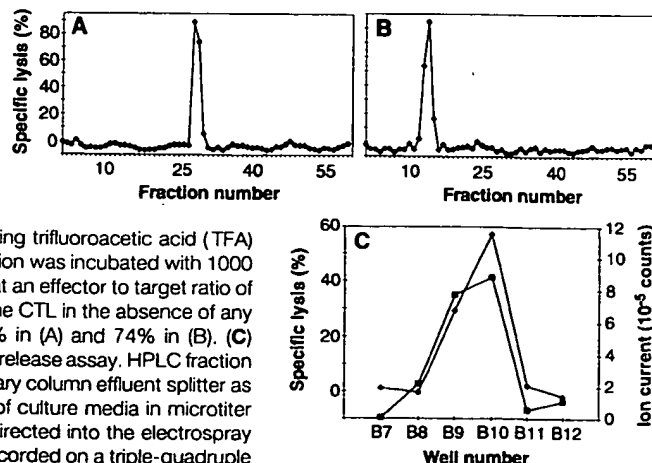 A
B
Specific lysis (%)
80
60
40
20
0
10 25 40 55
10 25 40 55
Fraction number
Fraction number
ing trifluoroacetic acid (TFA)
ion was incubated with 1000
at an effector to target ratio of
ne CTL in the absence of any
% in (A) and 74% in (B). (C)
release assay. HPLC fraction
ary column effluent splitter as
of culture media in microtiter
directed into the electrospray
corded on a triple-quadruple
C
Specific lysis (%)
60
40
20
0
12
10
8
6
4
2
0
Ion current (10⁻⁵ counts)
B7 B8 B9 B10 B11 B12
Well number